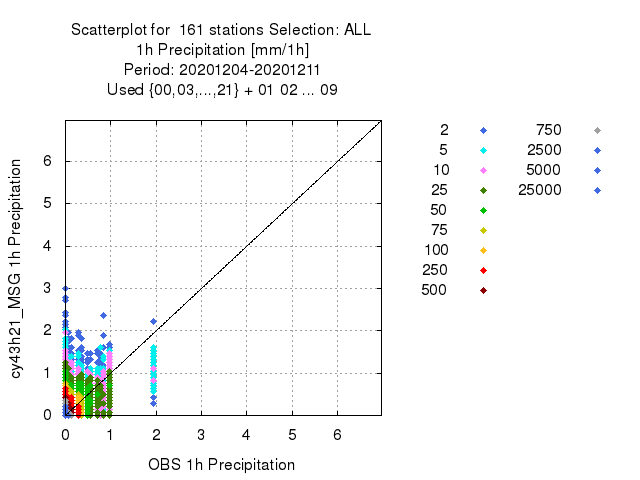 Scatterplot for 161 stations Selection: ALL
1h Precipitation [mm/1h]
Period: 20201204-20201211
Used {00,03,...,21} + 01 02 ... 09
2 750
5 2500
10 5000
25 25000
50
75
100
250
500
cy43h21_MSG 1h Precipitation
6
5
4
3
2
1
0
0 1 2 3 4 5 6
OBS 1h Precipitation